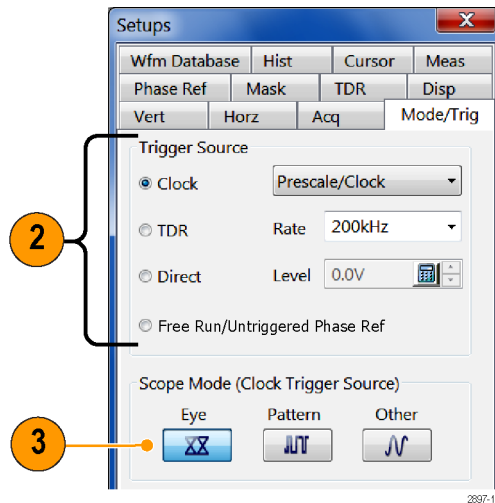 Setups
X
Wfm Database Hist Cursor Meas
Phase Ref Mask TDR Disp
Vert Horz Acq Mode/Trig
Trigger Source
Clock Prescale/Clock
2
TDR Rate 200kHz
Direct Level 0.0V
Free Run/Untriggered Phase Ref
Scope Mode (Clock Trigger Source)
Eye Pattern Other
3
2897-1